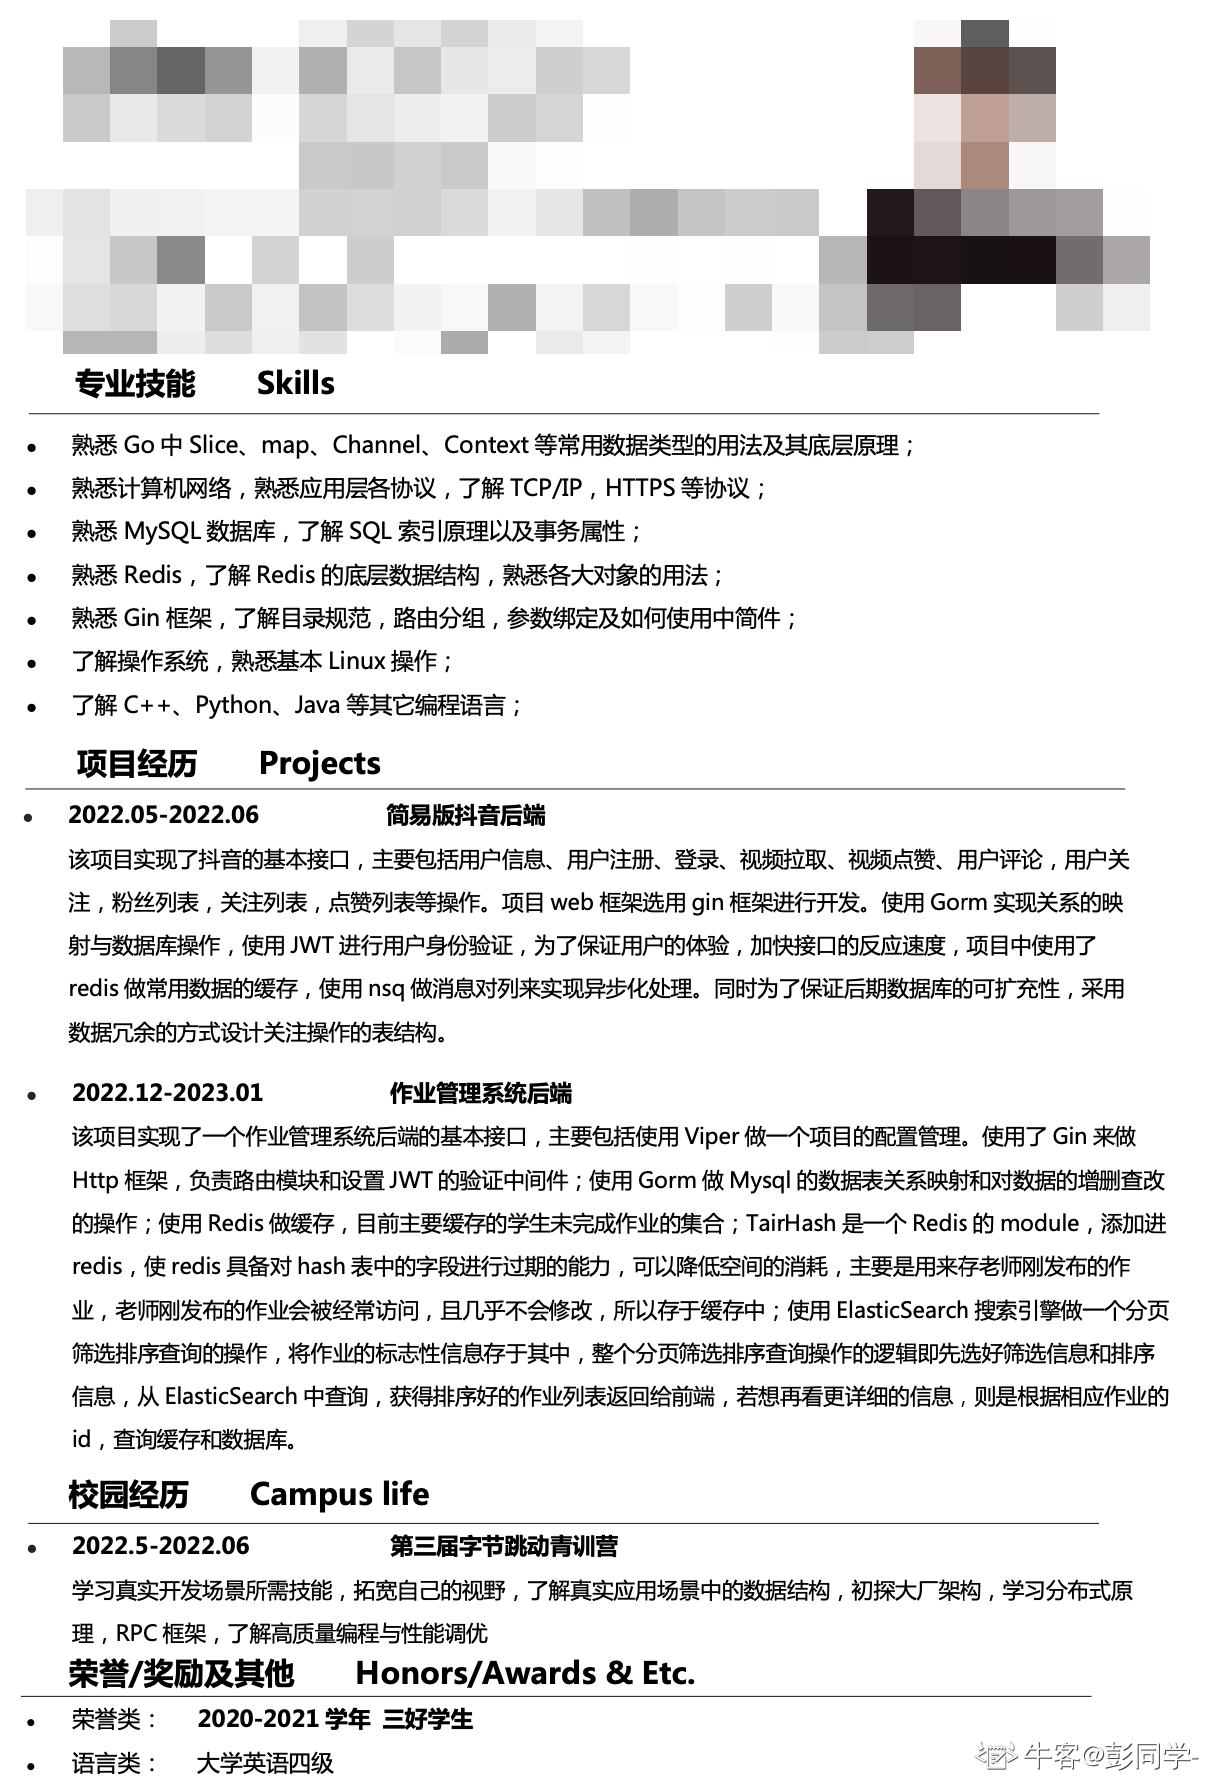 专业技能 Skills
熟悉 Go 中 Slice、map、Channel、Context 等常用数据类型的用法及其底层原理；
熟悉计算机网络，熟悉应用层各协议，了解 TCP/IP，HTTPS 等协议；
熟悉 MySQL 数据库，了解 SQL 索引原理以及事务属性；
熟悉 Redis，了解 Redis 的底层数据结构，熟悉各大对象的用法；
熟悉 Gin 框架，了解目录规范，路由分组，参数绑定及如何使用中简件；
了解操作系统，熟悉基本 Linux 操作；
了解 C++、Python、Java 等其它编程语言；
项目经历 Projects
2022.05-2022.06 简易版抖音后端
该项目实现了抖音的基本接口，主要包括用户信息、用户注册、登录、视频拉取、视频点赞、用户评论，用户关
注，粉丝列表，关注列表，点赞列表等操作。项目 web 框架选用 gin 框架进行开发。使用 Gorm 实现关系的映
射与数据库操作，使用 JWT 进行用户身份验证，为了保证用户的体验，加快接口的反应速度，项目中使用了
redis 做常用数据的缓存，使用 nsq 做消息对列来实现异步化处理。同时为了保证后期数据库的可扩充性，采用
数据冗余的方式设计关注操作的表结构。
2022.12-2023.01 作业管理系统后端
该项目实现了一个作业管理系统后端的基本接口，主要包括使用 Viper 做一个项目的配置管理。使用了 Gin 来做
Http 框架，负责路由模块和设置 JWT 的验证中间件；使用 Gorm 做 Mysql 的数据表关系映射和对数据的增删查改
的操作；使用 Redis 做缓存，目前主要缓存的学生未完成作业的集合；TairHash 是一个 Redis 的 module，添加进
redis，使 redis 具备对 hash 表中的字段进行过期的能力，可以降低空间的消耗，主要是用来存老师刚发布的作
业，老师刚发布的作业会被经常访问，且几乎不会修改，所以存于缓存中；使用 ElasticSearch 搜索引擎做一个分页
筛选排序查询的操作，将作业的标志性信息存于其中，整个分页筛选排序查询操作的逻辑即先选好筛选信息和排序
信息，从 ElasticSearch 中查询，获得排序好的作业列表返回给前端，若想再看更详细的信息，则是根据相应作业的
id，查询缓存和数据库。
校园经历 Campus life
2022.5-2022.06 第三届字节跳动青训营
学习真实开发场景所需技能，拓宽自己的视野，了解真实应用场景中的数据结构，初探大厂架构，学习分布式原
理，RPC 框架，了解高质量编程与性能调优
荣誉/奖励及其他 Honors/Awards & Etc.
荣誉类： 2020-2021 学年 三好学生
语言类： 大学英语四级
牛客@彭同学-